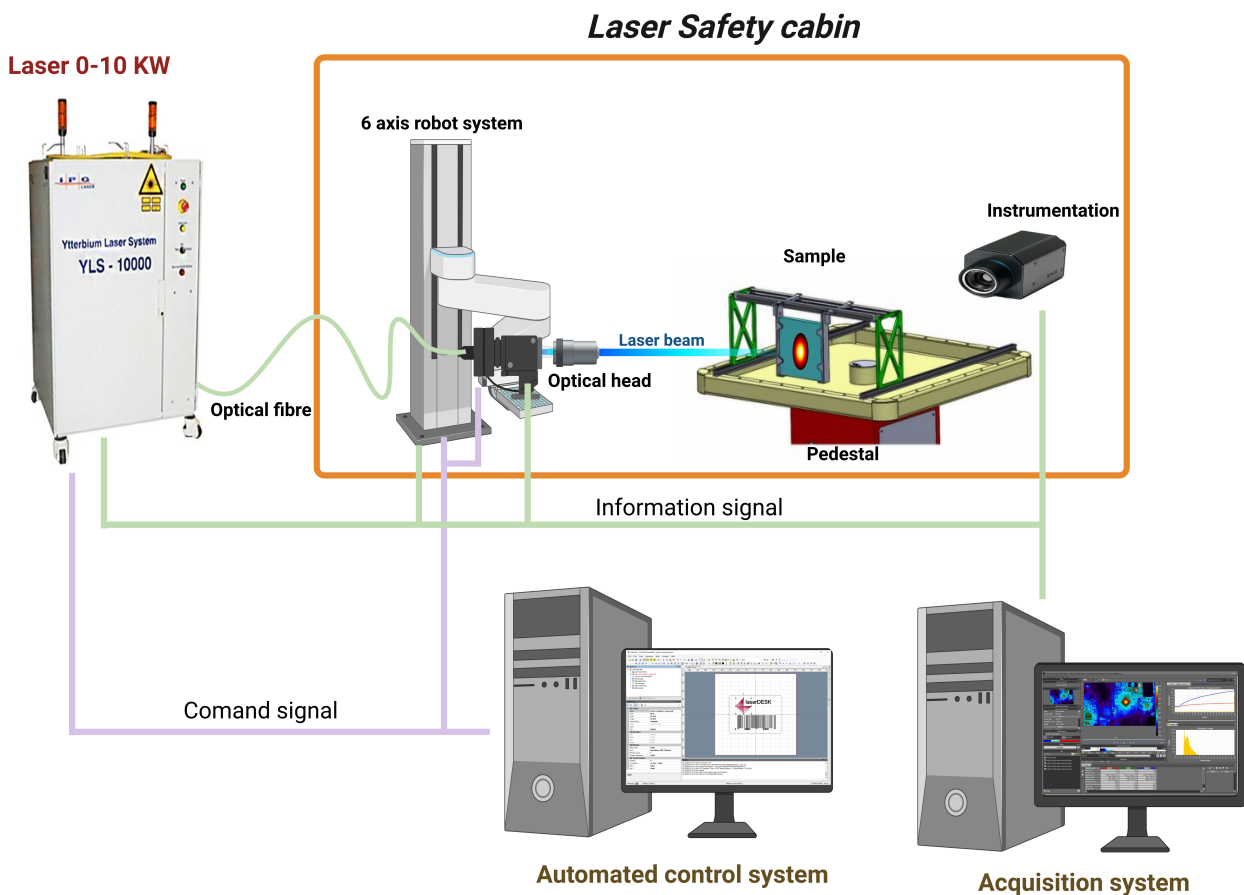 Laser Safety cabin
Laser 0-10 KW
6 axis robot system
IPG
LASER
Ytterbium Laser System
YLS - 10000
Instrumentation
Sample
Laser beam
Optical head
Optical fibre
Pedestal
Information signal
Comand signal
laserDESK
Automated control system
Acquisition system